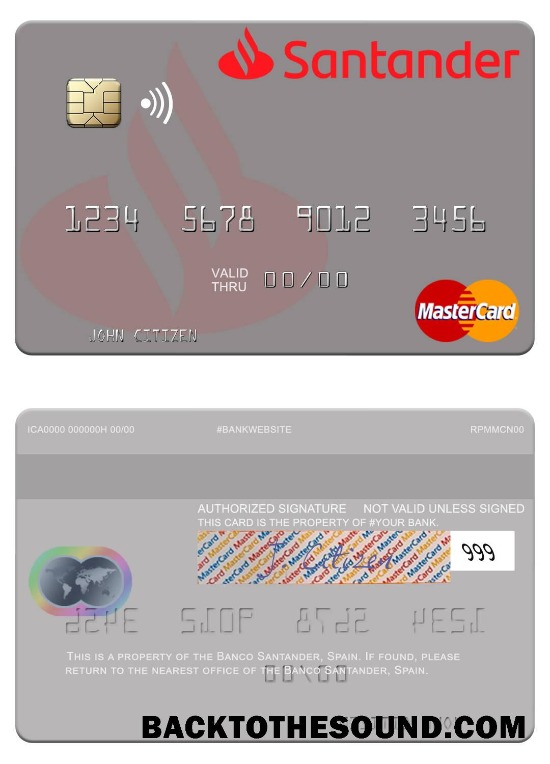 Santander
1234 5678 9012 3456
VALID THRU 00/00
MasterCard
JOHN CITIZEN
ICA0000 000000H 00/00 #BANKWEBSITE RPMMCN00
AUTHORIZED SIGNATURE NOT VALID UNLESS SIGNED
THIS CARD IS THE PROPERTY OF #YOUR BANK.
MasterCard
999
THIS IS A PROPERTY OF THE BANCO SANTANDER, SPAIN. IF FOUND, PLEASE
RETURN TO THE NEAREST OFFICE OF THE BANCO SANTANDER, SPAIN.
BACKTOTHESOUND.COM